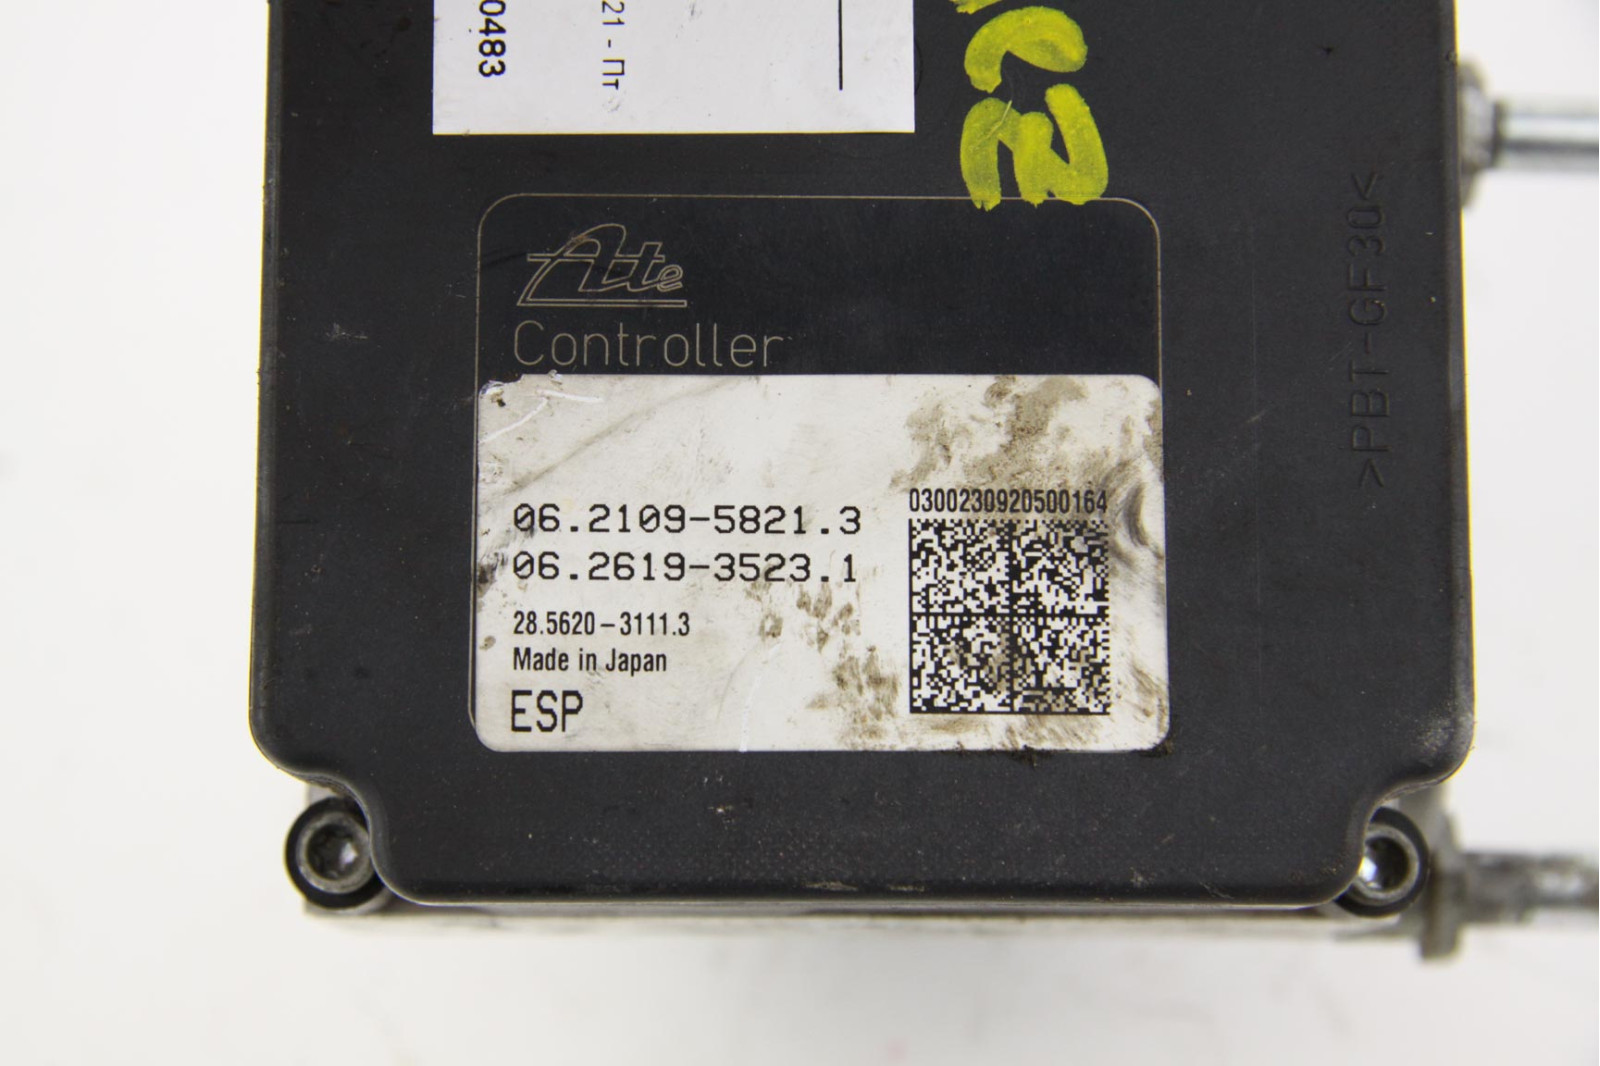 0483
21 - Пт
Ate
Controller
06.2109-5821.3
06.2619-3523.1
28.5620-3111.3
Made in Japan
ESP
0300230920500164
>PBT-GF30<